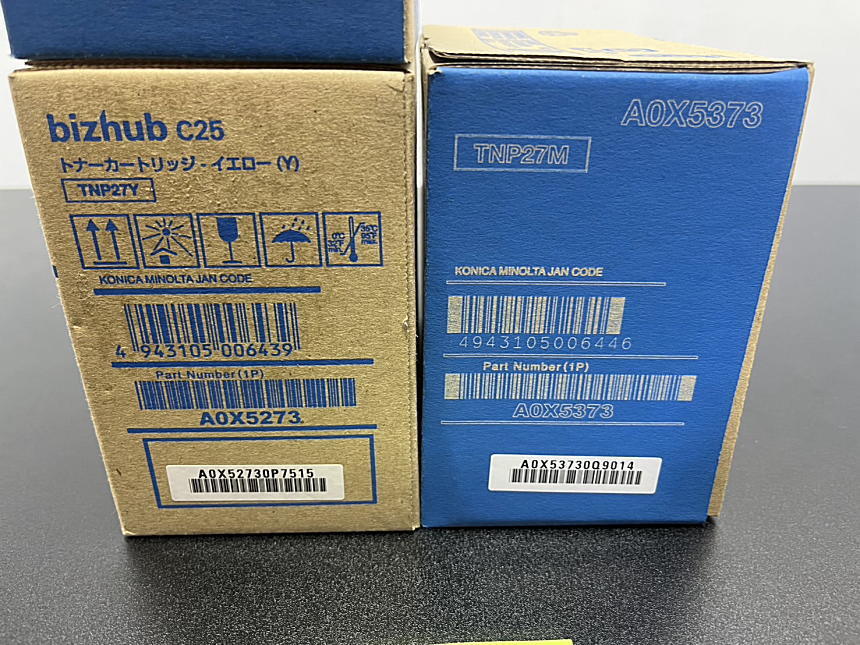 bizhub C25
トナーカートリッジ - イエロー (Y)
TNP27Y
KONICA MINOLTA JAN CODE
4 943105 006439
Part Number (1P)
A0X5273
A0X52730P7515
A0X5373
TNP27M
KONICA MINOLTA JAN CODE
4943105006446
Part Number (1P)
A0X5373
A0X53730Q9014